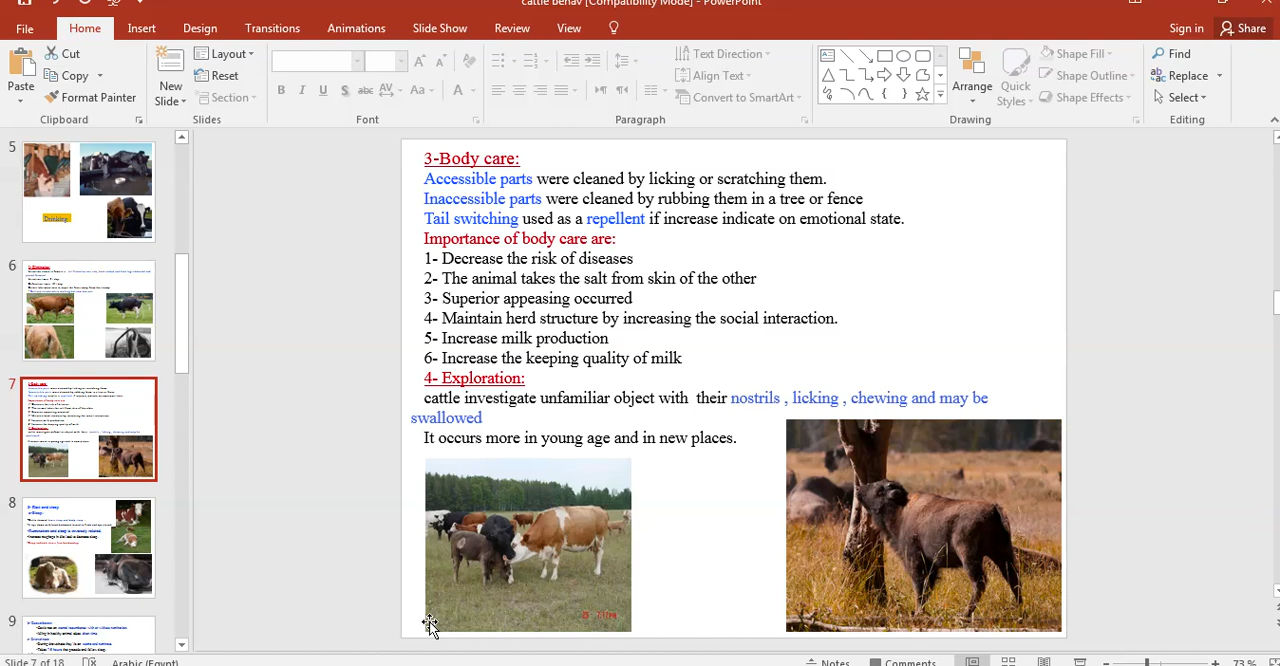 cattle behav [Compatibility Mode] - PowerPoint
File Home Insert Design Transitions Animations Slide Show Review View Sign in Share
Cut
Copy
Format Painter
Paste
Clipboard
New
Slide
Layout
Reset
Section
Slides
B I U S abc AV Aa A
Font
Paragraph
Text Direction
Align Text
Convert to SmartArt
Arrange
Quick
Styles
Shape Fill
Shape Outline
Shape Effects
Drawing
Find
Replace
Select
Editing
5
Drinking
6
7
8
9
3-Body care:
Accessible parts were cleaned by licking or scratching them.
Inaccessible parts were cleaned by rubbing them in a tree or fence
Tail switching used as a repellent if increase indicate on emotional state.
Importance of body care are:
1- Decrease the risk of diseases
2- The animal takes the salt from skin of the other
3- Superior appeasing occurred
4- Maintain herd structure by increasing the social interaction.
5- Increase milk production
6- Increase the keeping quality of milk
4- Exploration:
cattle investigate unfamiliar object with their nostrils , licking , chewing and may be
swallowed
It occurs more in young age and in new places.
Slide 7 of 18 Arabic (Egypt) Notes Comments 73 %